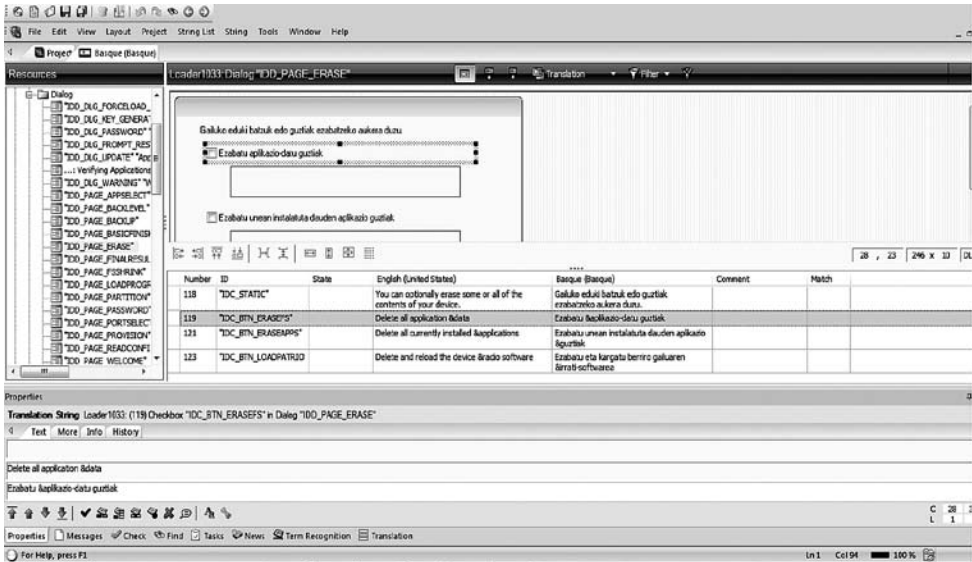 File Edit View Layout Project String List String Tools Window Help
Project Basque (Basque)
Resources
Loader1033: Dialog "IDD_PAGE_ERASE"
Translation Filter
Dialog
"IDD_DLG_FORCELOAD_
"IDD_DLG_KEY_GENERAT
"IDD_DLG_PASSWORD"
"IDD_DLG_PROMPT_RES
"IDD_DLG_UPDATE"
...: Verifying Applications
"IDD_DLG_WARNING" "W
"IDD_PAGE_APPSELECT"
"IDD_PAGE_BACKLEVEL"
"IDD_PAGE_BACKUP"
"IDD_PAGE_BASICFINISH
"IDD_PAGE_ERASE"
"IDD_PAGE_FINALRESUL
"IDD_PAGE_FSSHRINK"
"IDD_PAGE_LOADPROGR
"IDD_PAGE_PARTITION"
"IDD_PAGE_PASSWORD"
"IDD_PAGE_PORTSELECT
"IDD_PAGE_PROVISION"
"IDD_PAGE_READCONFI
"IDD_PAGE_WELCOME"
Gailuko eduki batzuk edo guztiak ezabatzeko aukera duzu.
Ezabatu aplikazio-datu guztiak
Ezabatu unean instalatuta dauden aplikazio guztiak
28 , 23 246 x 10
Number ID State English (United States) Basque (Basque) Comment Match
118 "IDC_STATIC" You can optionally erase some or all of the contents of your device. Gailuko eduki batzuk edo guztiak ezabatzeko aukera duzu.
119 "IDC_BTN_ERASEFS" Delete all application &data Ezabatu &aplikazio-datu guztiak
121 "IDC_BTN_ERASEAPPS" Delete all currently installed &applications Ezabatu unean instalatuta dauden aplikazio &guztiak
123 "IDC_BTN_LOADPATRIO Delete and reload the device &radio software Ezabatu eta kargatu berriro gailuaren &irrati-softwarea
Properties
Translation String Loader1033: (119) Checkbox "IDC_BTN_ERASEFS" in Dialog "IDD_PAGE_ERASE"
Text More Info History
Delete all application &data
Ezabatu &aplikazio-datu guztiak
C 28
L 1
Properties Messages Check Find Tasks News Term Recognition Translation
For Help, press F1
Ln 1 Col 94 100 %